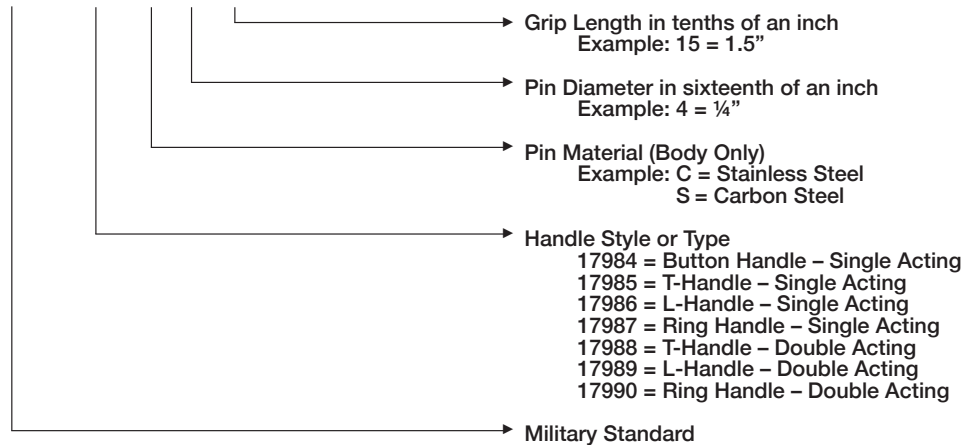 Grip Length in tenths of an inch
Example: 15 = 1.5”
Pin Diameter in sixteenth of an inch
Example: 4 = ¼”
Pin Material (Body Only)
Example: C = Stainless Steel
S = Carbon Steel
Handle Style or Type
17984 = Button Handle – Single Acting
17985 = T-Handle – Single Acting
17986 = L-Handle – Single Acting
17987 = Ring Handle – Single Acting
17988 = T-Handle – Double Acting
17989 = L-Handle – Double Acting
17990 = Ring Handle – Double Acting
Military Standard